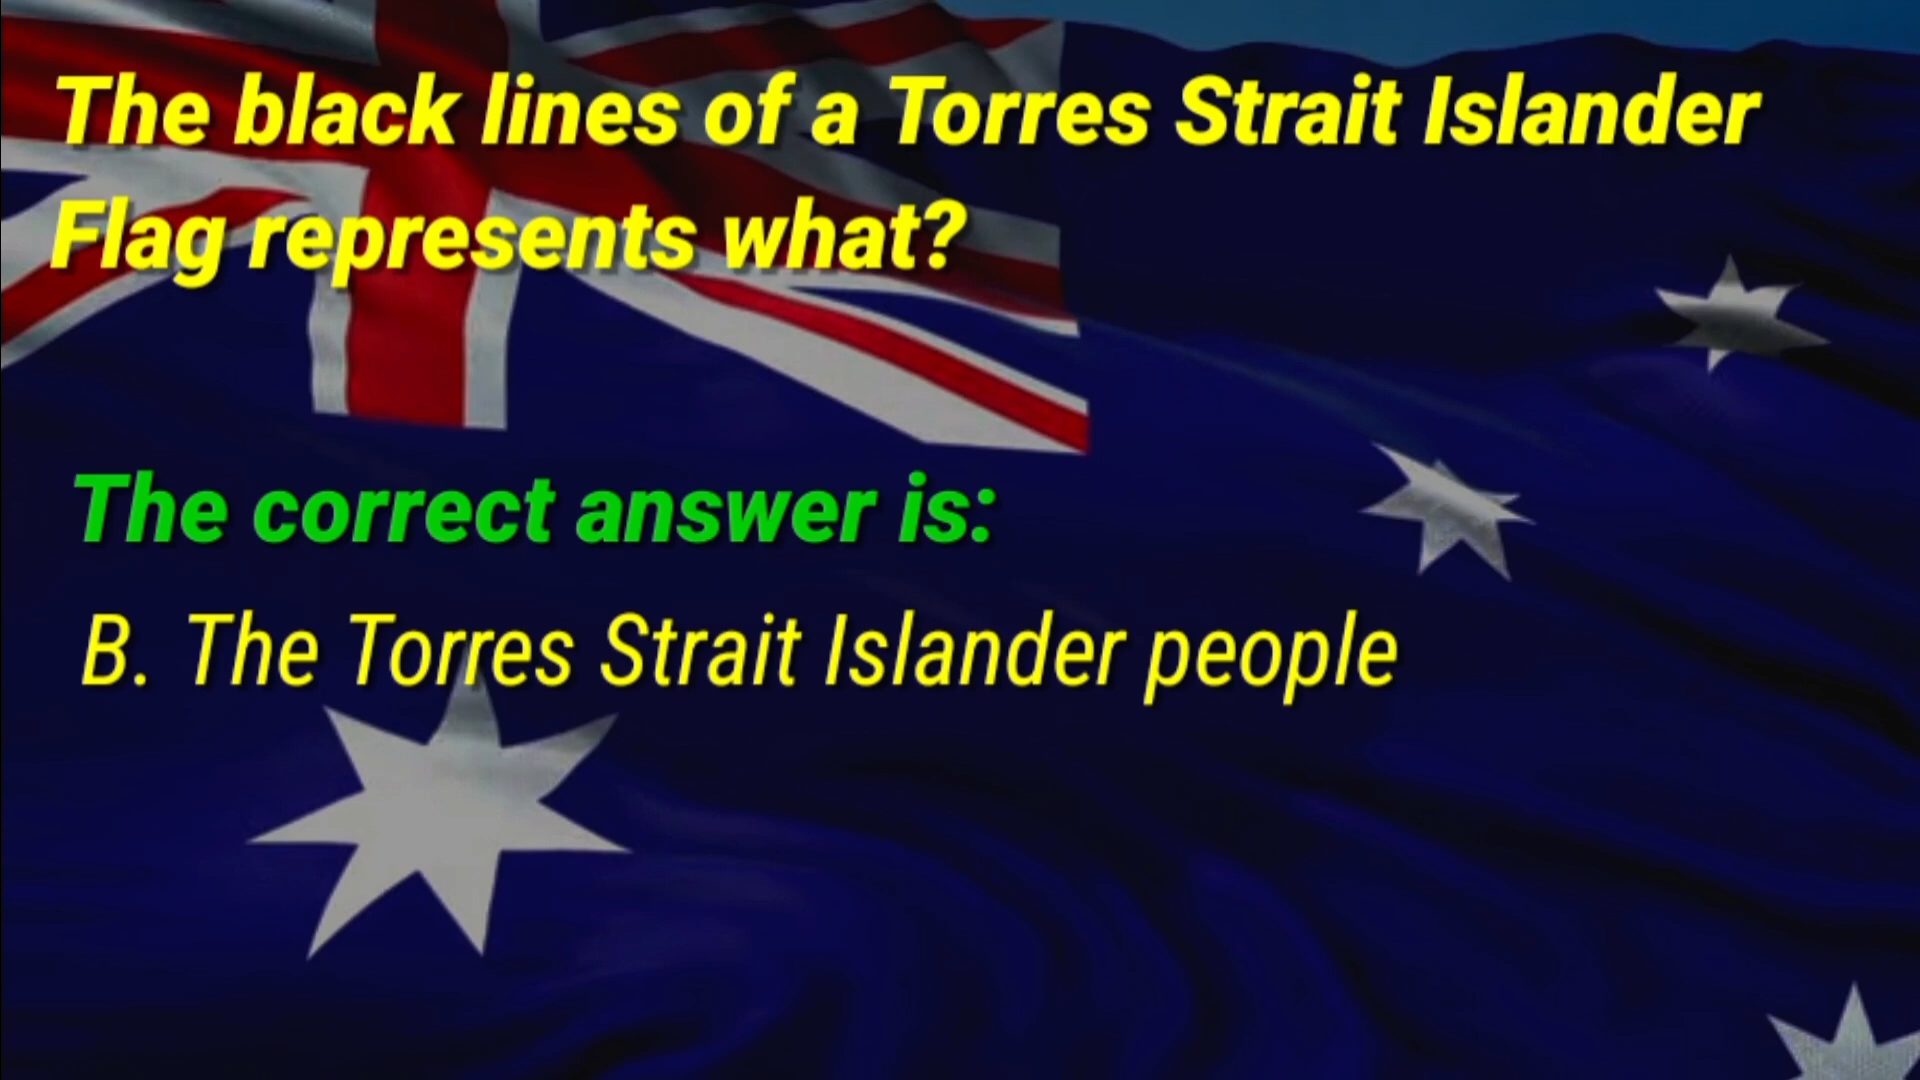 The black lines of a Torres Strait Islander
Flag represents what?
The correct answer is:
B. The Torres Strait Islander people